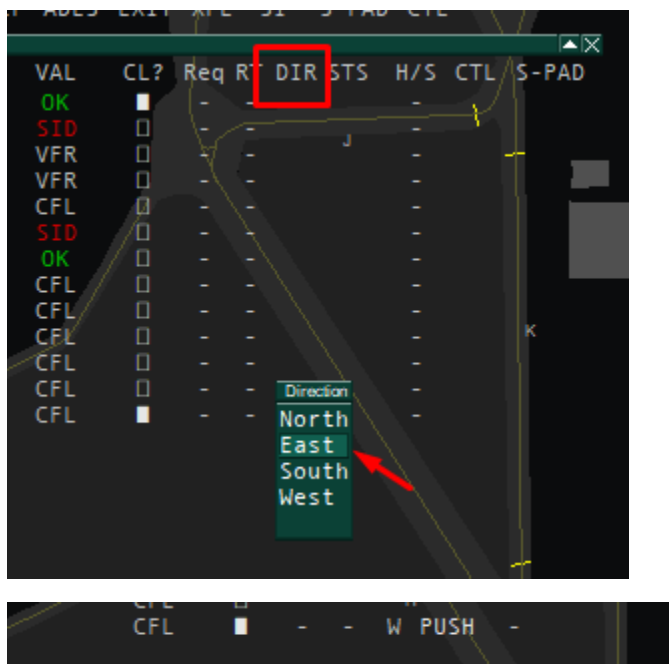 VAL CL? Req RT DIR STS H/S CTL S-PAD
OK - - -
SID - - -
J
VFR - - -
VFR - - -
CFL - - -
SID - - -
OK - - -
CFL - - -
CFL - - -
CFL - - -
K
CFL - - -
CFL - - -
CFL - - -
Direction
North
East
South
West
CFL - - W PUSH -